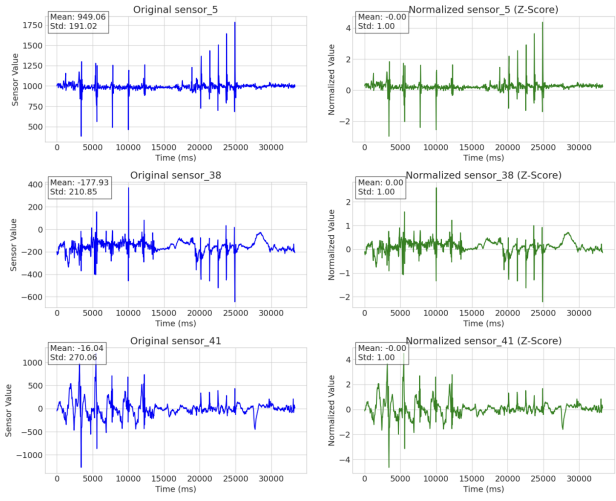 Original sensor_5
Mean: 949.06
Std: 191.02
1750
1500
1250
1000
750
500
Sensor Value
0 5000 10000 15000 20000 25000 30000
Time (ms)
Normalized sensor_5 (Z-Score)
Mean: -0.00
Std: 1.00
4
2
0
−2
Normalized Value
0 5000 10000 15000 20000 25000 30000
Time (ms)
Original sensor_38
Mean: -177.93
Std: 210.85
400
200
0
−200
−400
−600
Sensor Value
0 5000 10000 15000 20000 25000 30000
Time (ms)
Normalized sensor_38 (Z-Score)
Mean: 0.00
Std: 1.00
2
1
0
−1
−2
Normalized Value
0 5000 10000 15000 20000 25000 30000
Time (ms)
Original sensor_41
Mean: -16.04
Std: 270.06
1000
500
0
−500
−1000
Sensor Value
0 5000 10000 15000 20000 25000 30000
Time (ms)
Normalized sensor_41 (Z-Score)
Mean: -0.00
Std: 1.00
4
2
0
−2
−4
Normalized Value
0 5000 10000 15000 20000 25000 30000
Time (ms)